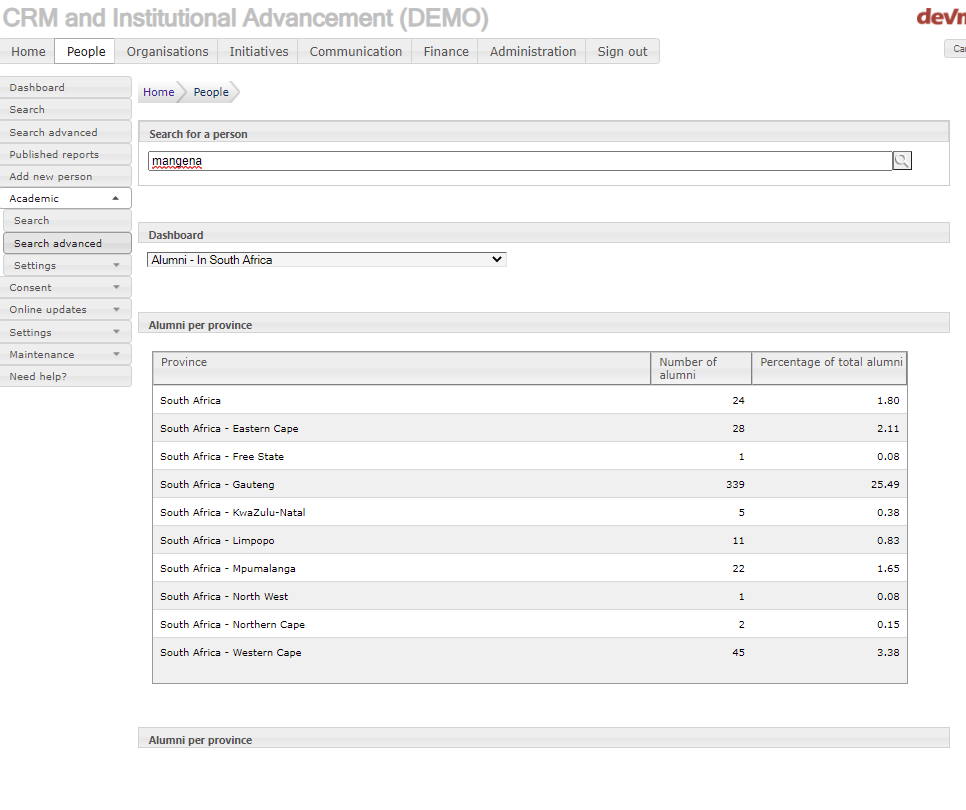 CRM and Institutional Advancement (DEMO)
Home People Organisations Initiatives Communication Finance Administration Sign out
Dashboard
Search
Search advanced
Published reports
Add new person
Academic
Search
Search advanced
Settings
Consent
Online updates
Settings
Maintenance
Need help?
Home People
Search for a person
mangena
Dashboard
Alumni - In South Africa
Alumni per province
Province Number of alumni Percentage of total alumni
South Africa 24 1.80
South Africa - Eastern Cape 28 2.11
South Africa - Free State 1 0.08
South Africa - Gauteng 339 25.49
South Africa - KwaZulu-Natal 5 0.38
South Africa - Limpopo 11 0.83
South Africa - Mpumalanga 22 1.65
South Africa - North West 1 0.08
South Africa - Northern Cape 2 0.15
South Africa - Western Cape 45 3.38
Alumni per province